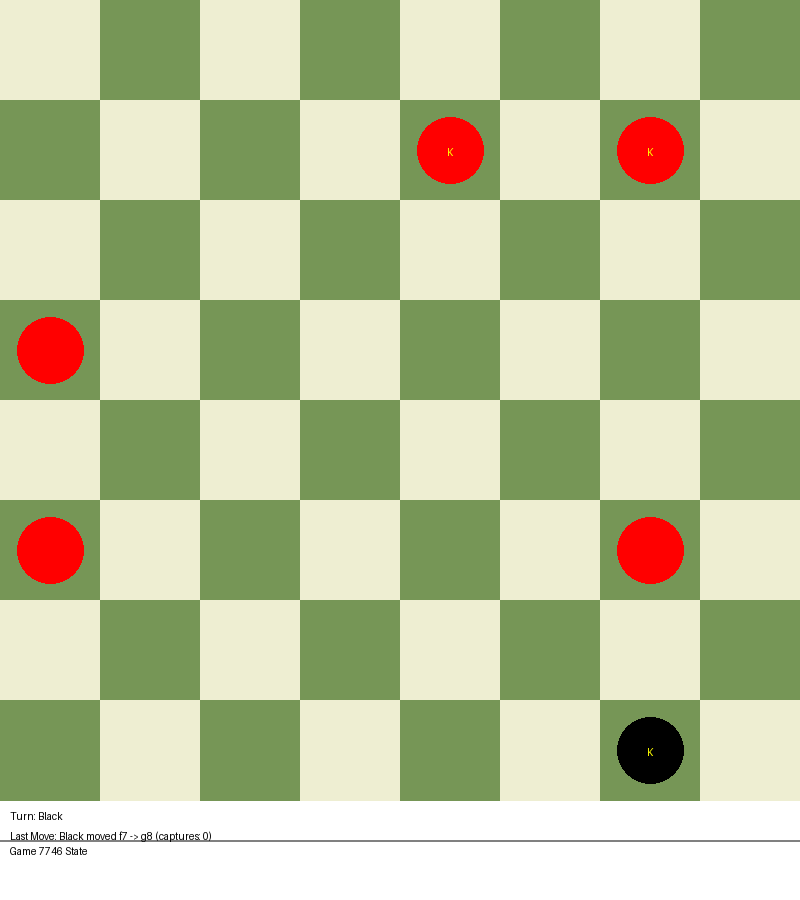 K
K
K
Turn: Black
Last Move: Black moved f7 -> g8 (captures: 0)
Game 7746 State